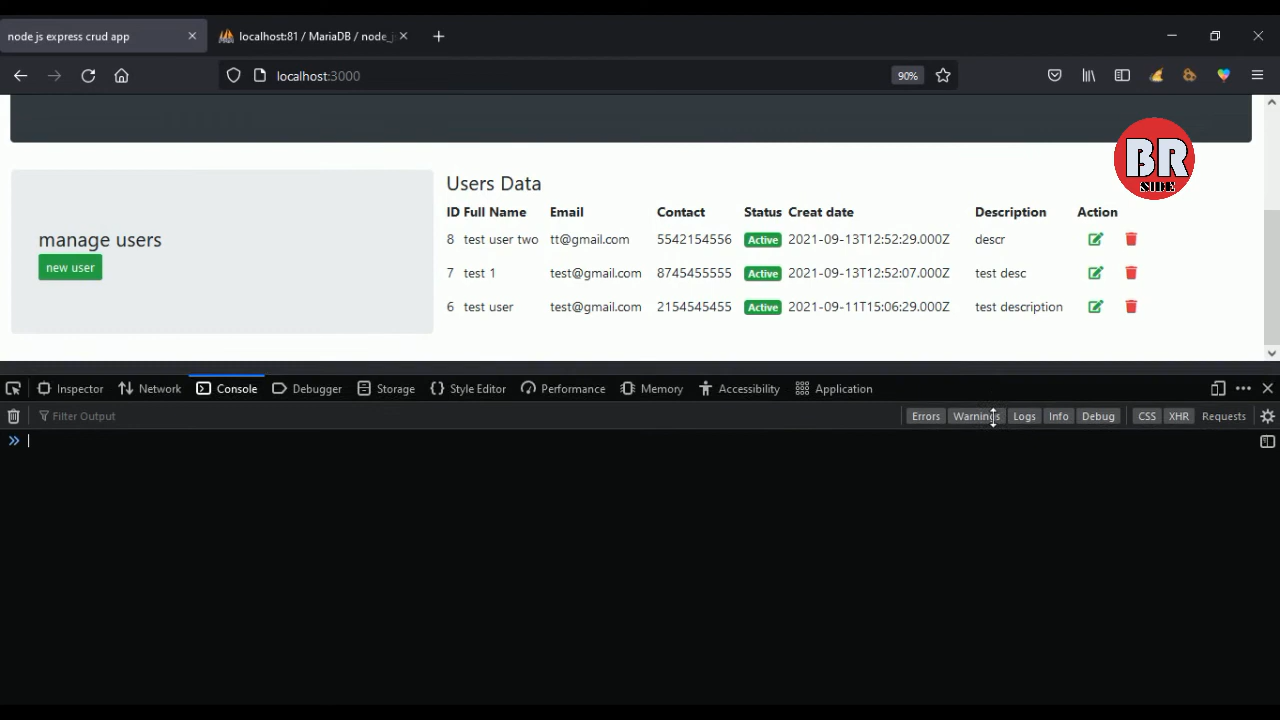 node js express crud app
localhost:81 / MariaDB / node_j
localhost:3000
90%
BR
SIDE
manage users
new user
Users Data
ID Full Name Email Contact Status Creat date Description Action
8 test user two tt@gmail.com 5542154556 Active 2021-09-13T12:52:29.000Z descr
7 test 1 test@gmail.com 8745455555 Active 2021-09-13T12:52:07.000Z test desc
6 test user test@gmail.com 2154545455 Active 2021-09-11T15:06:29.000Z test description
Inspector Network Console Debugger Storage Style Editor Performance Memory Accessibility Application
Filter Output Errors Warnings Logs Info Debug CSS XHR Requests